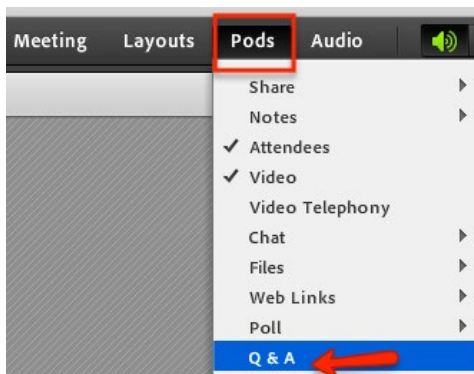 Meeting Layouts Pods Audio
Share
Notes
Attendees
Video
Video Telephony
Chat
Files
Web Links
Poll
Q & A